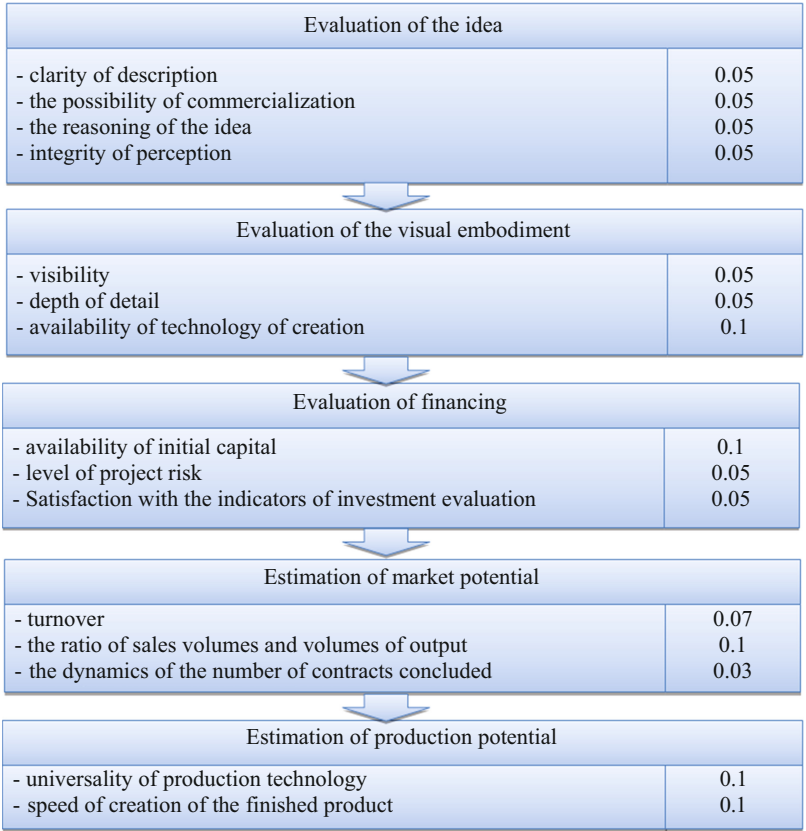 Evaluation of the idea
- clarity of description 0.05
- the possibility of commercialization 0.05
- the reasoning of the idea 0.05
- integrity of perception 0.05
Evaluation of the visual embodiment
- visibility 0.05
- depth of detail 0.05
- availability of technology of creation 0.1
Evaluation of financing
- availability of initial capital 0.1
- level of project risk 0.05
- Satisfaction with the indicators of investment evaluation 0.05
Estimation of market potential
- turnover 0.07
- the ratio of sales volumes and volumes of output 0.1
- the dynamics of the number of contracts concluded 0.03
Estimation of production potential
- universality of production technology 0.1
- speed of creation of the finished product 0.1